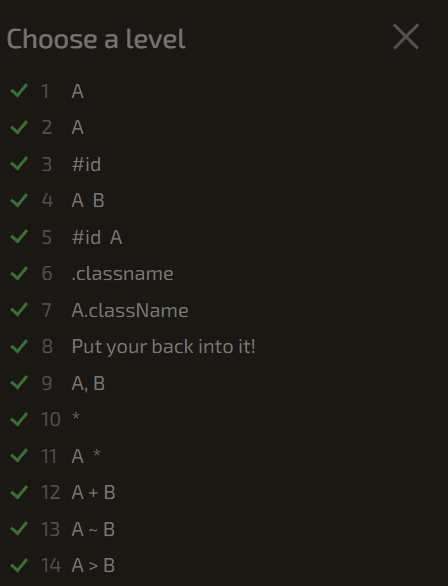 Choose a level
1 A
2 A
3 #id
4 A  B
5 #id  A
6 .classname
7 A.className
8 Put your back into it!
9 A, B
10 *
11 A  *
12 A + B
13 A ~ B
14 A > B